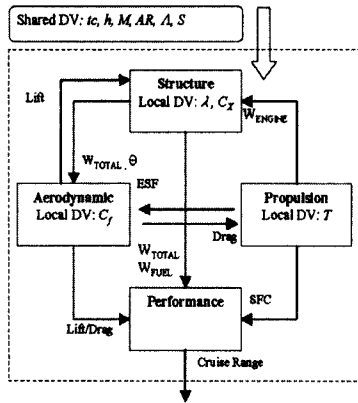 Shared DV: tc, h, M, AR, Λ, S
Lift
Structure
Local DV: λ, Cx
WENGINE
WTOTAL, Θ
ESF
Aerodynamic
Local DV: Cf
Propulsion
Local DV: T
Drag
WTOTAL
WFUEL
Performance
SFC
Lift/Drag
Cruise Range